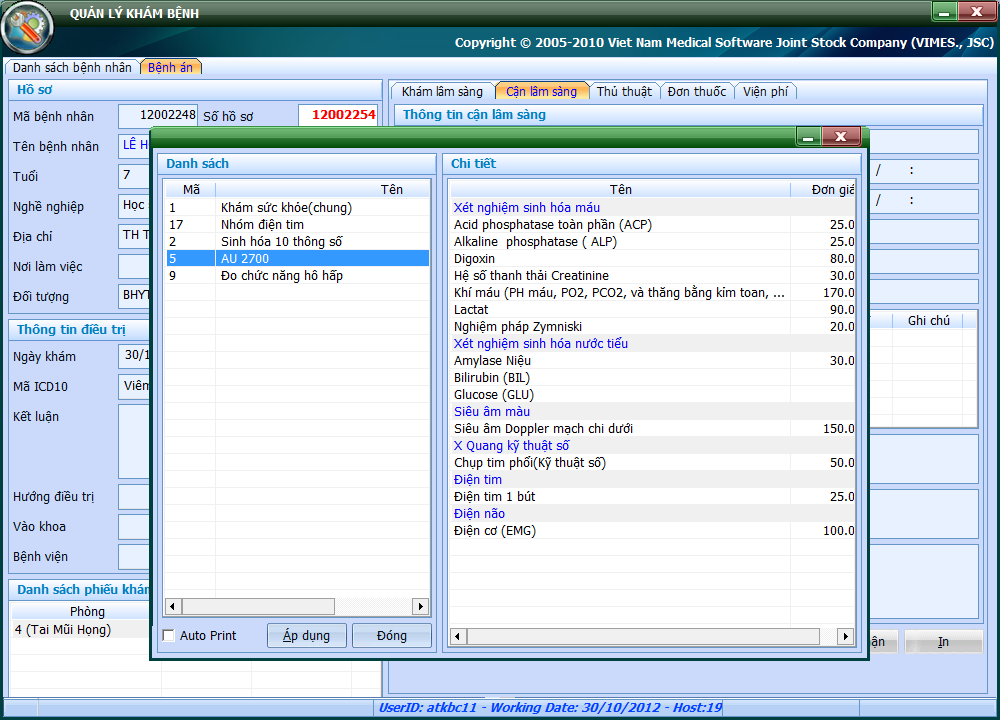 QUẢN LÝ KHÁM BỆNH
Copyright © 2005-2010 Viet Nam Medical Software Joint Stock Company (VIMES., JSC)
Danh sách bệnh nhân Bệnh án
Hồ sơ
Mã bệnh nhân 12002248 Số hồ sơ 12002254
Tên bệnh nhân LÊ H
Tuổi 7
Nghề nghiệp Học
Địa chỉ TH T
Nơi làm việc
Đối tượng BHYT
Thông tin điều trị
Ngày khám 30/1
Mã ICD10 Viêm
Kết luận
Hướng điều trị
Vào khoa
Bệnh viện
Danh sách phiếu khám
Phòng
4 (Tai Mũi Họng)
Khám lâm sàng Cận lâm sàng Thủ thuật Đơn thuốc Viện phí
Thông tin cận lâm sàng
/ :
/ :
Ghi chú
ận In
Danh sách
Mã Tên
1 Khám sức khỏe(chung)
17 Nhóm điện tim
2 Sinh hóa 10 thông số
5 AU 2700
9 Đo chức năng hô hấp
Auto Print Áp dụng Đóng
Chi tiết
Tên Đơn giá
Xét nghiệm sinh hóa máu
Acid phosphatase toàn phần (ACP) 25.0
Alkaline phosphatase ( ALP) 25.0
Digoxin 80.0
Hệ số thanh thải Creatinine 30.0
Khí máu (PH máu, PO2, PCO2, và thăng bằng kim toan, ... 170.0
Lactat 90.0
Nghiệm pháp Zymniski 20.0
Xét nghiệm sinh hóa nước tiểu
Amylase Niệu 30.0
Bilirubin (BIL)
Glucose (GLU)
Siêu âm màu
Siêu âm Doppler mạch chi dưới 150.0
X Quang kỹ thuật số
Chụp tim phổi(Kỹ thuật số) 50.0
Điện tim
Điện tim 1 bút 25.0
Điện não
Điện cơ (EMG) 100.0
UserID: atkbc11 - Working Date: 30/10/2012 - Host:19